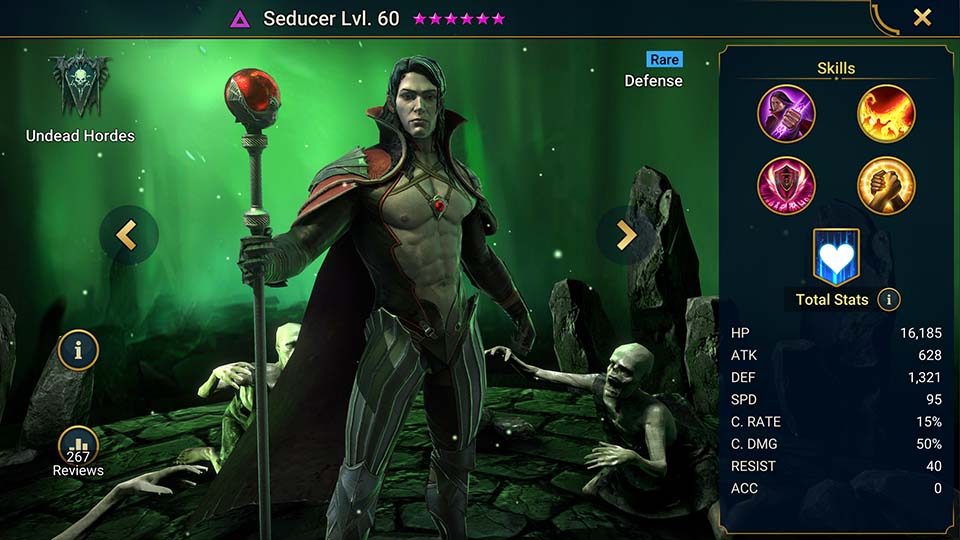 Seducer Lvl. 60
Undead Hordes
Rare
Defense
267
Reviews
Skills
Total Stats
HP 16,185
ATK 628
DEF 1,321
SPD 95
C. RATE 15%
C. DMG 50%
RESIST 40
ACC 0